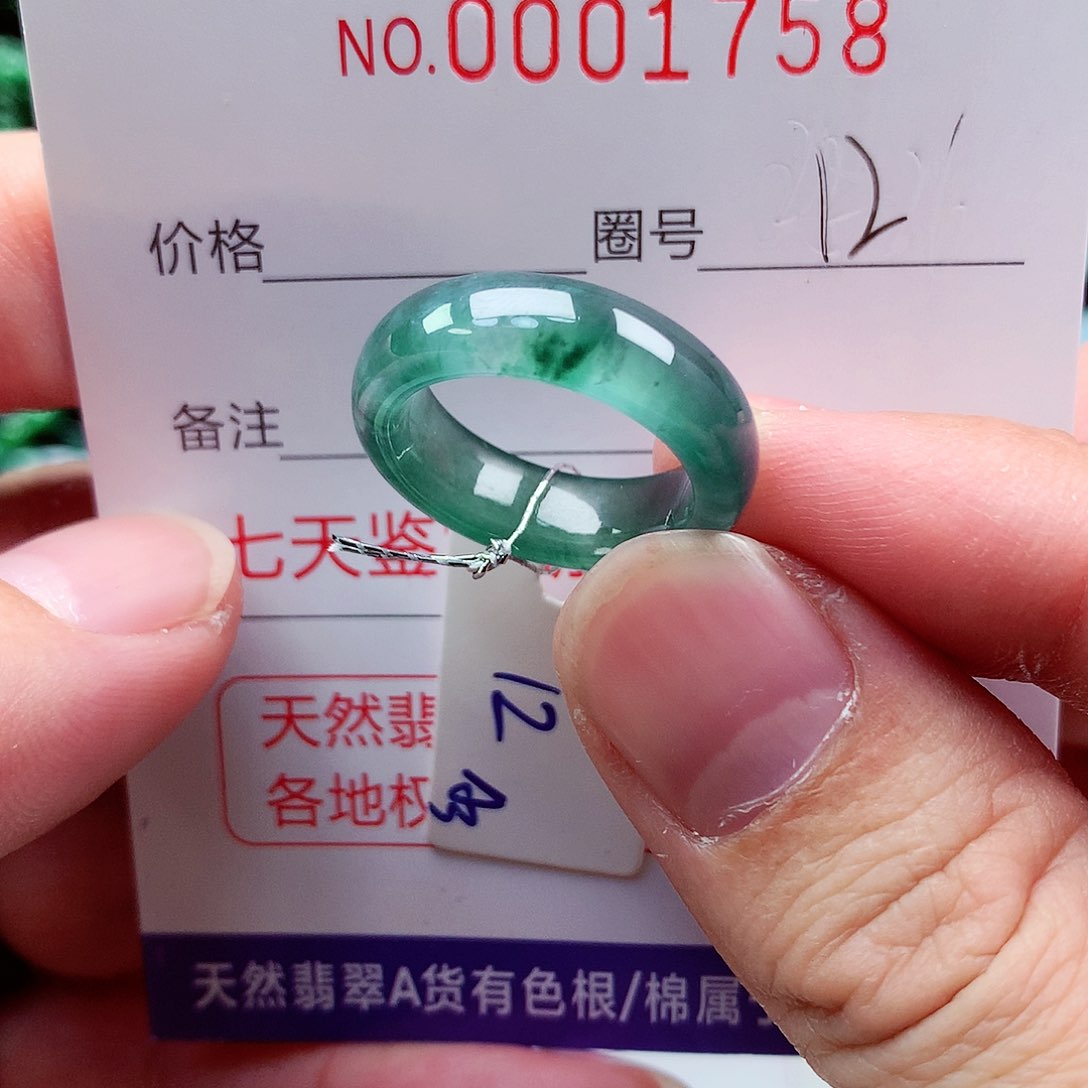 NO.0001758
价格
圈号 12
备注
七天鉴
天然翡
各地权
12
天然翡翠A货有色根/棉属